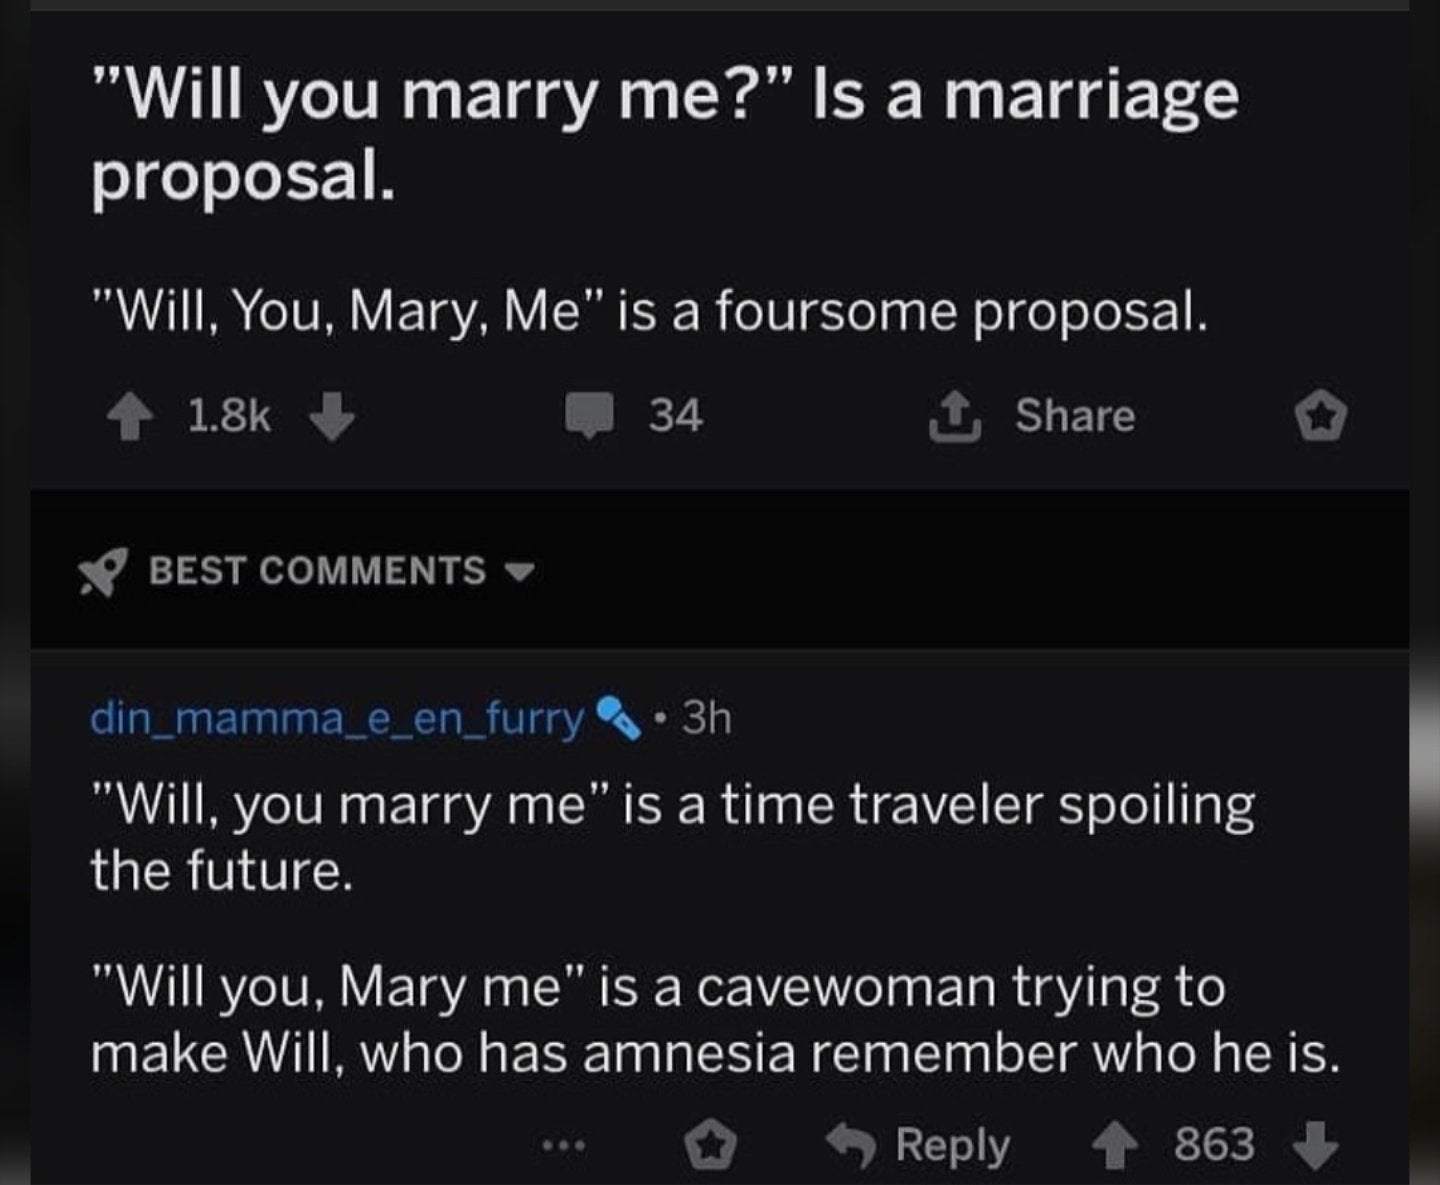 "Will you marry me?” Is a marriage
proposal.
"Will, You, Mary, Me" is a foursome proposal.
1.8k 34 Share
BEST COMMENTS
din_mamma_e_en_furry • 3h
"Will, you marry me” is a time traveler spoiling
the future.
"Will you, Mary me" is a cavewoman trying to
make Will, who has amnesia remember who he is.
... Reply 863